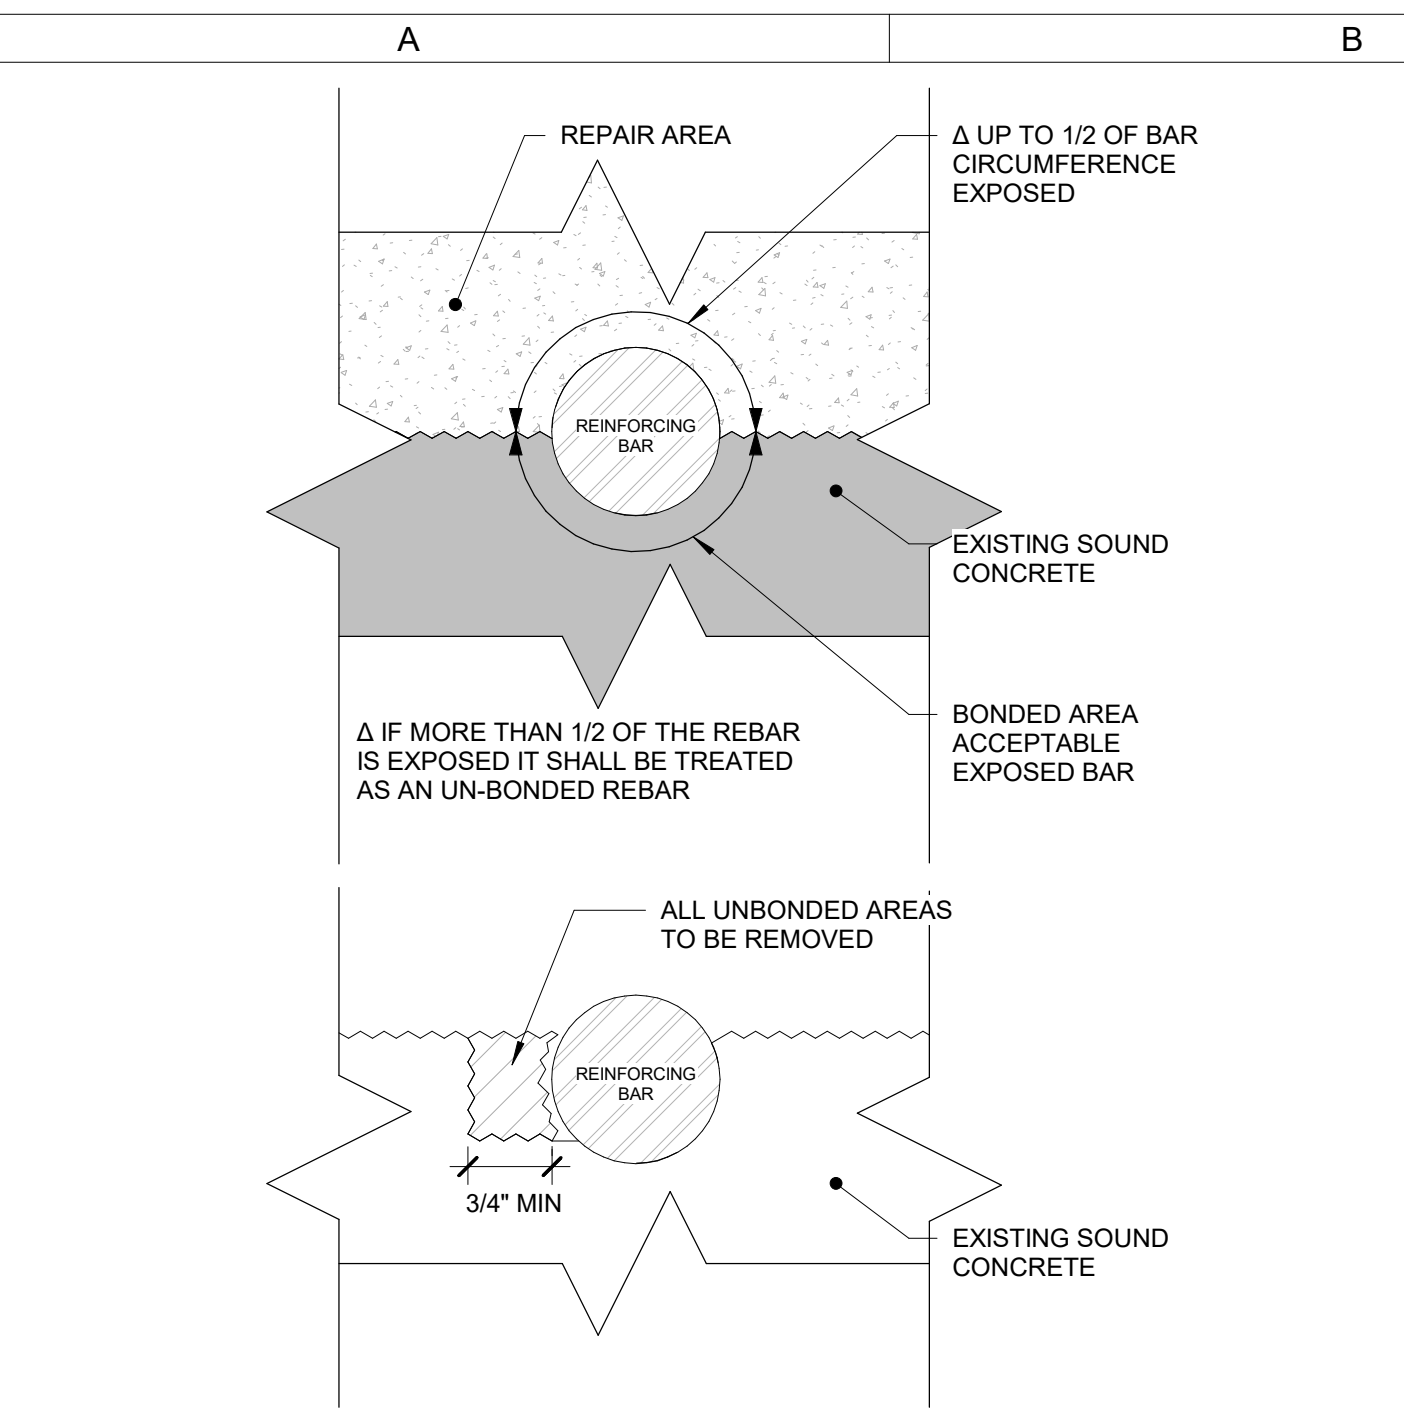 A
B
REPAIR AREA
Δ UP TO 1/2 OF BAR
CIRCUMFERENCE
EXPOSED
REINFORCING
BAR
EXISTING SOUND
CONCRETE
BONDED AREA
ACCEPTABLE
EXPOSED BAR
Δ IF MORE THAN 1/2 OF THE REBAR
IS EXPOSED IT SHALL BE TREATED
AS AN UN-BONDED REBAR
ALL UNBONDED AREAS
TO BE REMOVED
REINFORCING
BAR
3/4" MIN
EXISTING SOUND
CONCRETE